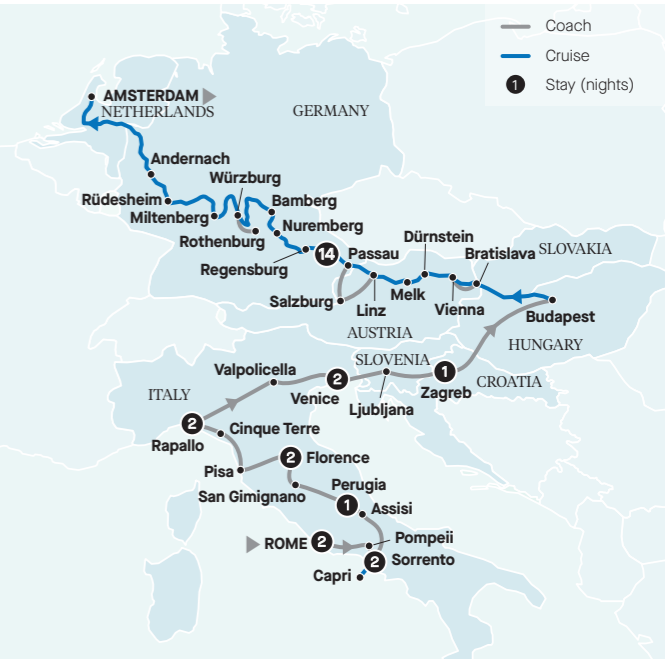 Coach
Cruise
1 Stay (nights)
AMSTERDAM
NETHERLANDS
GERMANY
Andernach
Würzburg
Rüdesheim
Bamberg
Miltenberg
Nuremberg
Rothenburg
Regensburg
14
Passau
Dürnstein
Bratislava
SLOVAKIA
Salzburg
Linz
Melk
Vienna
Budapest
AUSTRIA
HUNGARY
SLOVENIA
Valpolicella
ITALY
2
Venice
Ljubljana
1
Zagreb
CROATIA
2
Rapallo
Cinque Terre
Pisa
2
Florence
San Gimignano
Perugia
1
Assisi
ROME
2
Pompeii
2
Sorrento
Capri